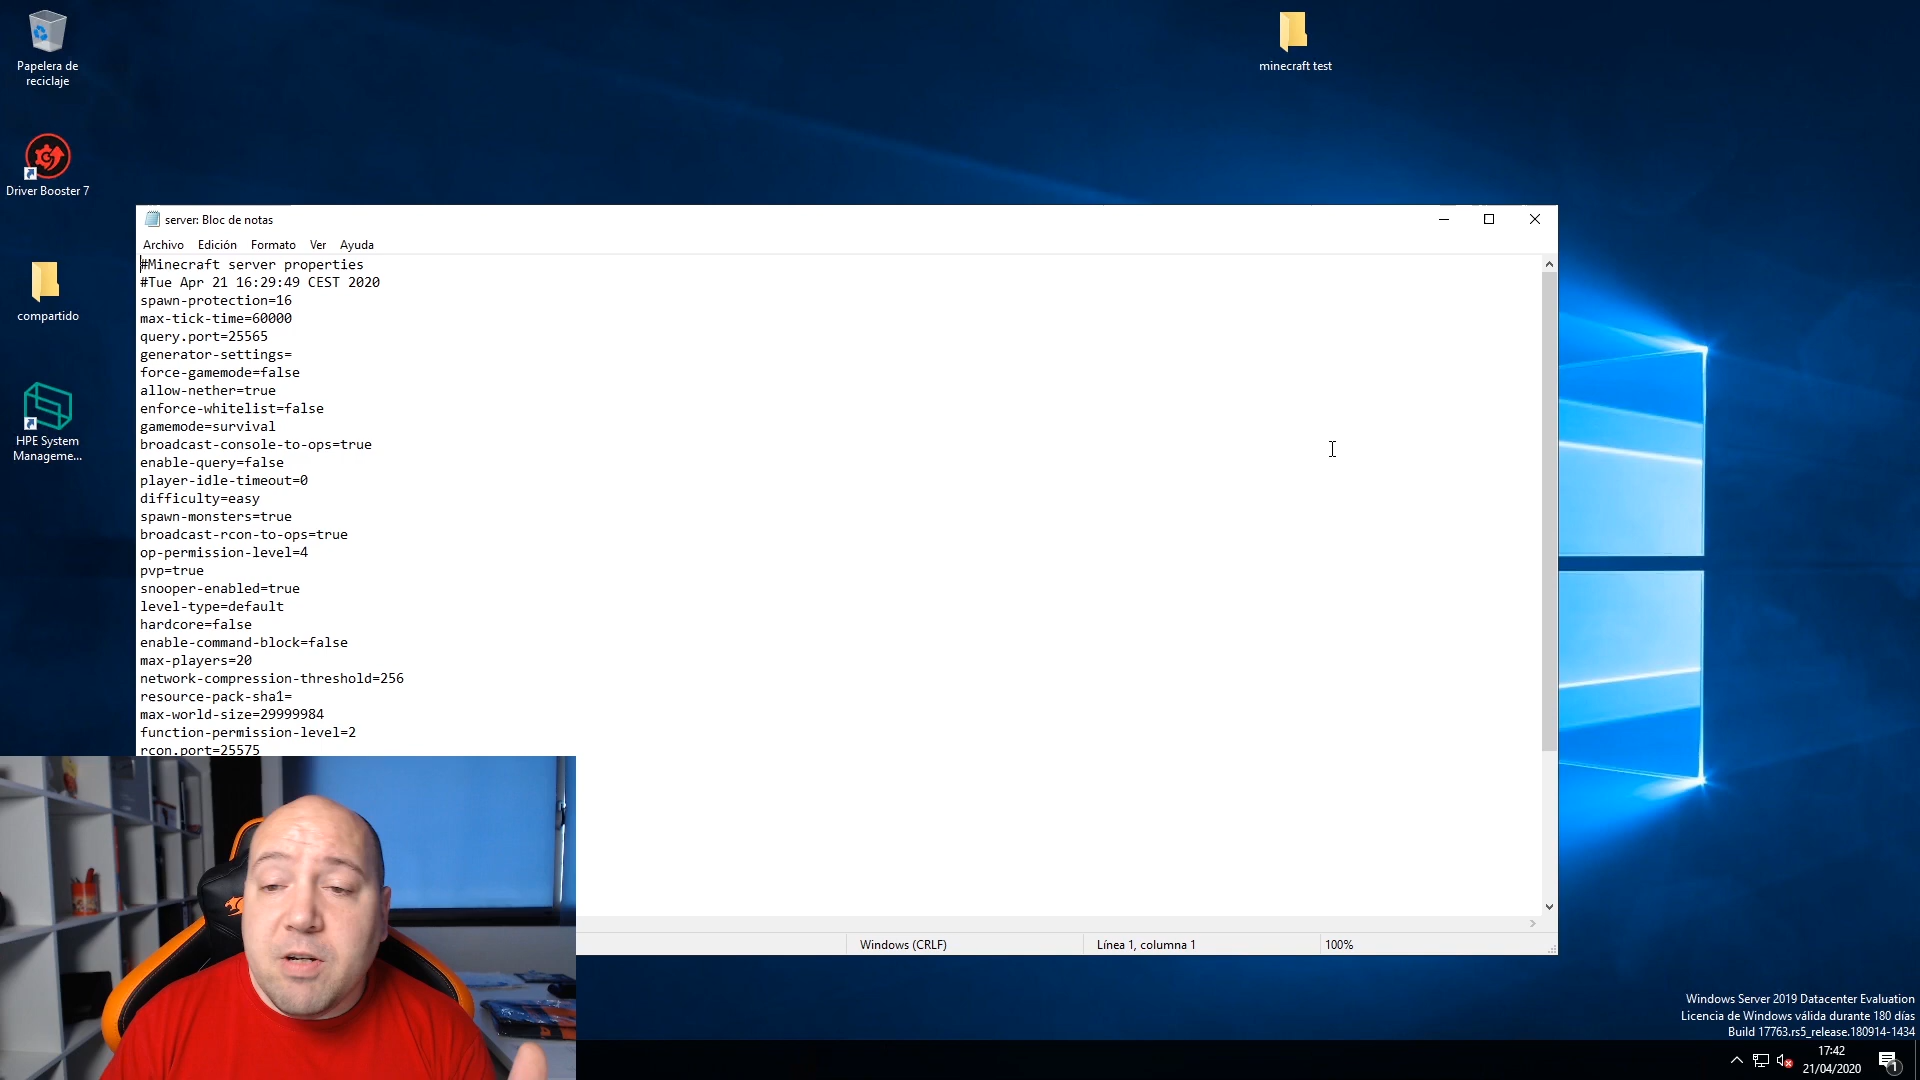 Papelera de
reciclaje
minecraft test
Driver Booster 7
compartido
HPE System
Manageme...
server: Bloc de notas
Archivo Edición Formato Ver Ayuda
#Minecraft server properties
#Tue Apr 21 16:29:49 CEST 2020
spawn-protection=16
max-tick-time=60000
query.port=25565
generator-settings=
force-gamemode=false
allow-nether=true
enforce-whitelist=false
gamemode=survival
broadcast-console-to-ops=true
enable-query=false
player-idle-timeout=0
difficulty=easy
spawn-monsters=true
broadcast-rcon-to-ops=true
op-permission-level=4
pvp=true
snooper-enabled=true
level-type=default
hardcore=false
enable-command-block=false
max-players=20
network-compression-threshold=256
resource-pack-sha1=
max-world-size=29999984
function-permission-level=2
rcon.port=25575
Windows (CRLF) Línea 1, columna 1 100%
Windows Server 2019 Datacenter Evaluation
Licencia de Windows válida durante 180 días
Build 17763.rs5_release.180914-1434
17:42
21/04/2020
1